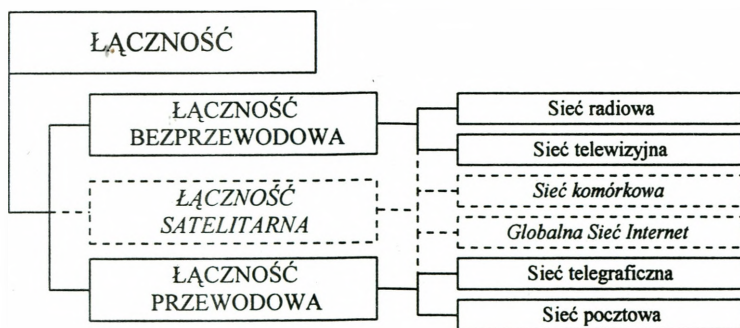 ŁĄCZNOŚĆ
ŁĄCZNOŚĆ
BEZPRZEWODOWA
Sieć radiowa
Sieć telewizyjna
ŁĄCZNOŚĆ
SATELITARNA
Sieć komórkowa
Globalna Sieć Internet
ŁĄCZNOŚĆ
PRZEWODOWA
Sieć telegraficzna
Sieć pocztowa